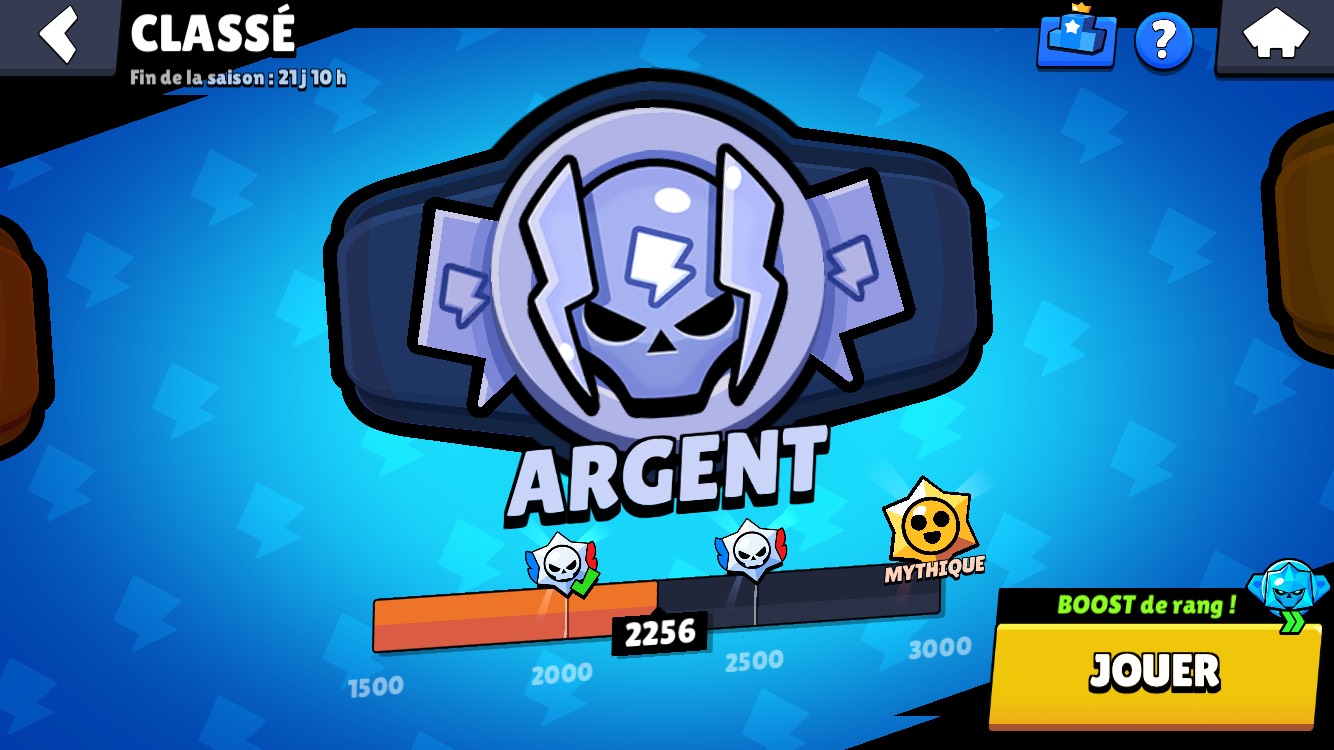 CLASSÉ
Fin de la saison : 21 j 10 h
?
ARGENT
MYTHIQUE
2256
1500
2000
2500
3000
BOOST de rang !
JOUER